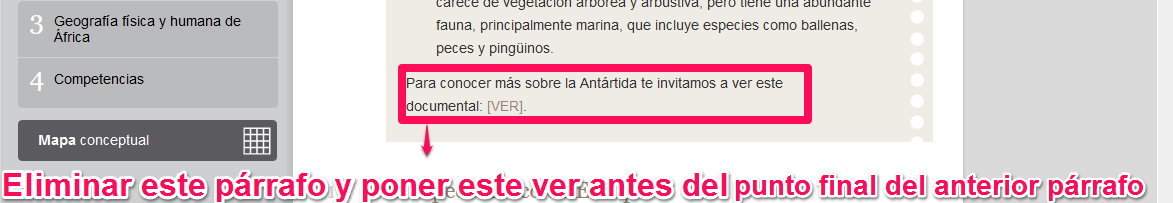 3 Geografía física y humana de
África
4 Competencias
Mapa conceptual
carece de vegetación arbórea y arbustiva, pero tiene una abundante
fauna, principalmente marina, que incluye especies como ballenas,
peces y pingüinos.
Para conocer más sobre la Antártida te invitamos a ver este
documental: [VER].
Eliminar este párrafo y poner este ver antes del punto final del anterior párrafo